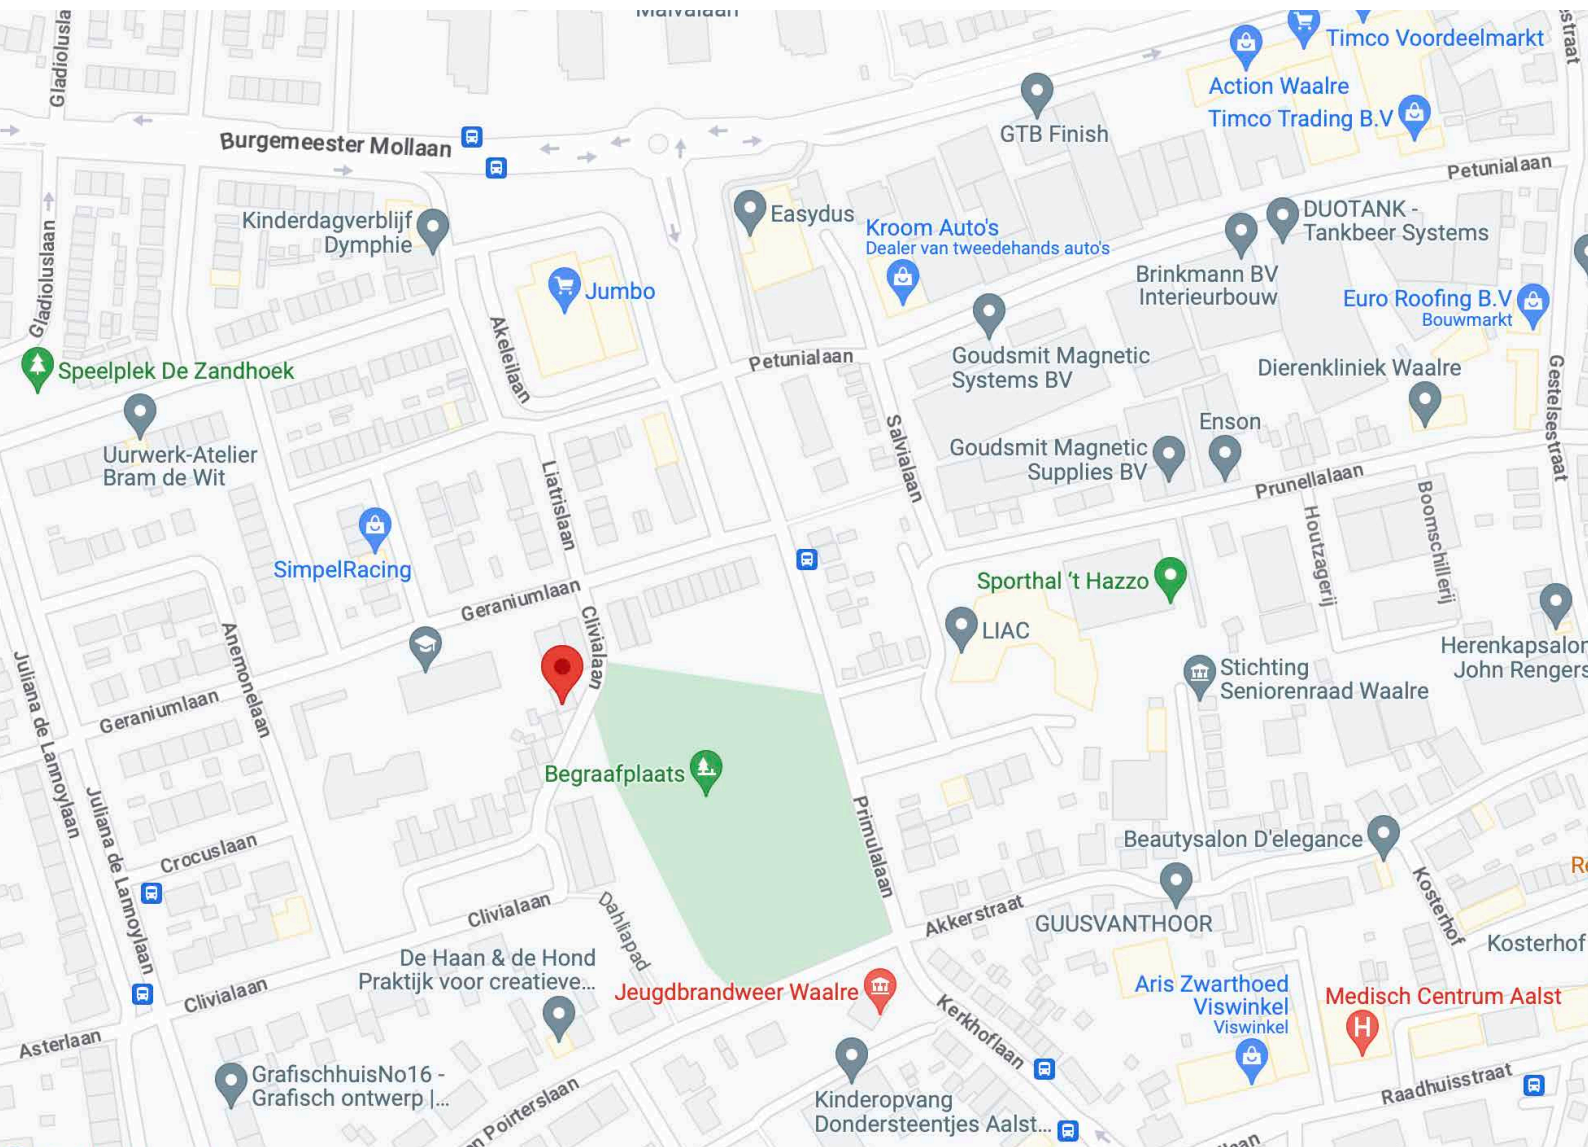 Malvalaan
Gladiolusla
Timco Voordeelmarkt
Action Waalre
Timco Trading B.V
GTB Finish
Burgemeester Mollaan
Petunialaan
Kinderdagverblijf
Dymphie
Easydus
Kroom Auto's
Dealer van tweedehands auto's
DUOTANK -
Tankbeer Systems
Brinkmann BV
Interieurbouw
Gladioluslaan
Jumbo
Euro Roofing B.V
Bouwmarkt
Akeleilaan
Petunialaan
Goudsmit Magnetic
Systems BV
Speelplek De Zandhoek
Dierenkliniek Waalre
Gestelsestraat
Uurwerk-Atelier
Bram de Wit
Salvialaan
Enson
Goudsmit Magnetic
Supplies BV
Prunellalaan
Liatrislaan
Houtzagerij
Boomschillerij
SimpelRacing
Sporthal ‘t Hazzo
Geraniumlaan
Clivialaan
LIAC
Anemonelaan
Herenkapsalon
John Rengers
Stichting
Seniorenraad Waalre
Juliana de Lannoylaan
Geraniumlaan
Begraafplaats
Juliana de Lannoylaan
Primulalaan
Crocuslaan
Beautysalon D'elegance
Kosterhof
Clivialaan
Dahliapad
Akkerstraat
GUUSVANTHOOR
Kosterhof
De Haan & de Hond
Praktijk voor creatieve...
Clivialaan
Jeugdbrandweer Waalre
Aris Zwarthoed
Viswinkel
Viswinkel
Medisch Centrum Aalst
H
Kerkhoflaan
Asterlaan
GrafischhuisNo16 -
Grafisch ontwerp |...
n Poirterslaan
Kinderopvang
Dondersteentjes Aalst...
Raadhuisstraat